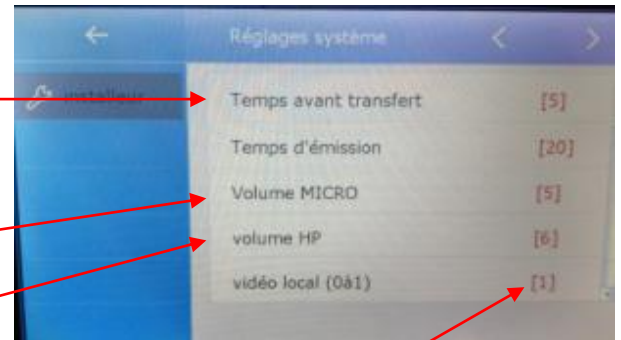 Réglages système
installeur
Temps avant transfert [5]
Temps d'émission [20]
Volume MICRO [5]
volume HP [6]
vidéo local (0à1) [1]